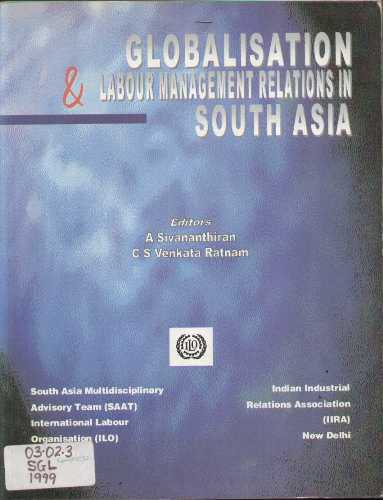 GLOBALISATION
& LABOUR MANAGEMENT RELATIONS IN
SOUTH ASIA
Editors
A Sivananthiran
C S Venkata Ratnam
ILO
South Asia Multidisciplinary
Advisory Team (SAAT)
International Labour
Organisation (ILO)
Indian Industrial
Relations Association
(IIRA)
New Delhi
03-02-3
SGL
1999